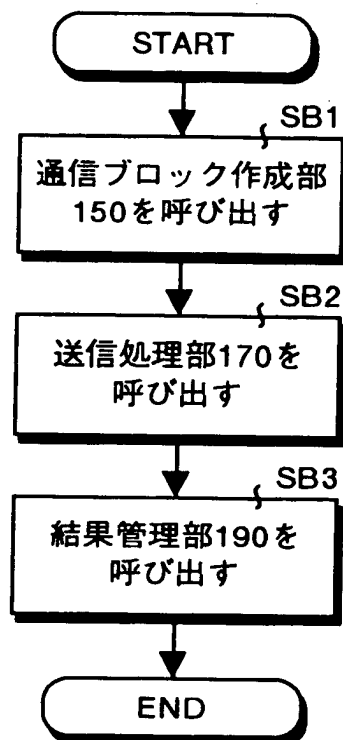 START
SB1
通信ブロック作成部
150を呼び出す
SB2
送信処理部170を
呼び出す
SB3
結果管理部190を
呼び出す
END